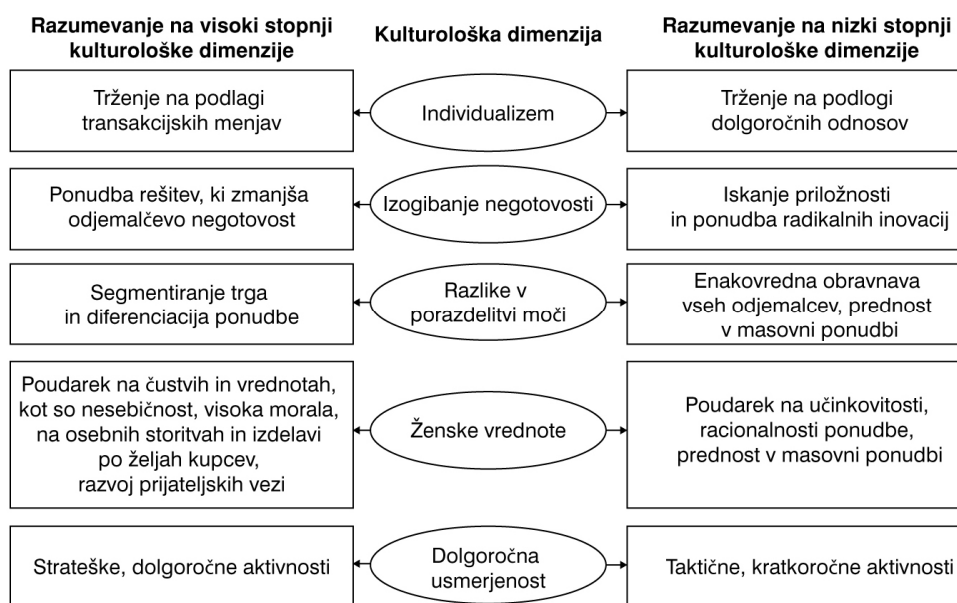 Razumevanje na visoki stopnji
kulturološke dimenzije
Kulturološka dimenzija
Razumevanje na nizki stopnji
kulturološke dimenzije
Trženje na podlagi
transakcijskih menjav
Individualizem
Trženje na podlogi
dolgoročnih odnosov
Ponudba rešitev, ki zmanjša
odjemalčevo negotovost
Izogibanje negotovosti
Iskanje priložnosti
in ponudba radikalnih inovacij
Segmentiranje trga
in diferenciacija ponudbe
Razlike v
porazdelitvi moči
Enakovredna obravnava
vseh odjemalcev, prednost
v masovni ponudbi
Poudarek na čustvih in vrednotah,
kot so nesebičnost, visoka morala,
na osebnih storitvah in izdelavi
po željah kupcev,
razvoj prijateljskih vezi
Ženske vrednote
Poudarek na učinkovitosti,
racionalnosti ponudbe,
prednost v masovni ponudbi
Strateške, dolgoročne aktivnosti
Dolgoročna
usmerjenost
Taktične, kratkoročne aktivnosti